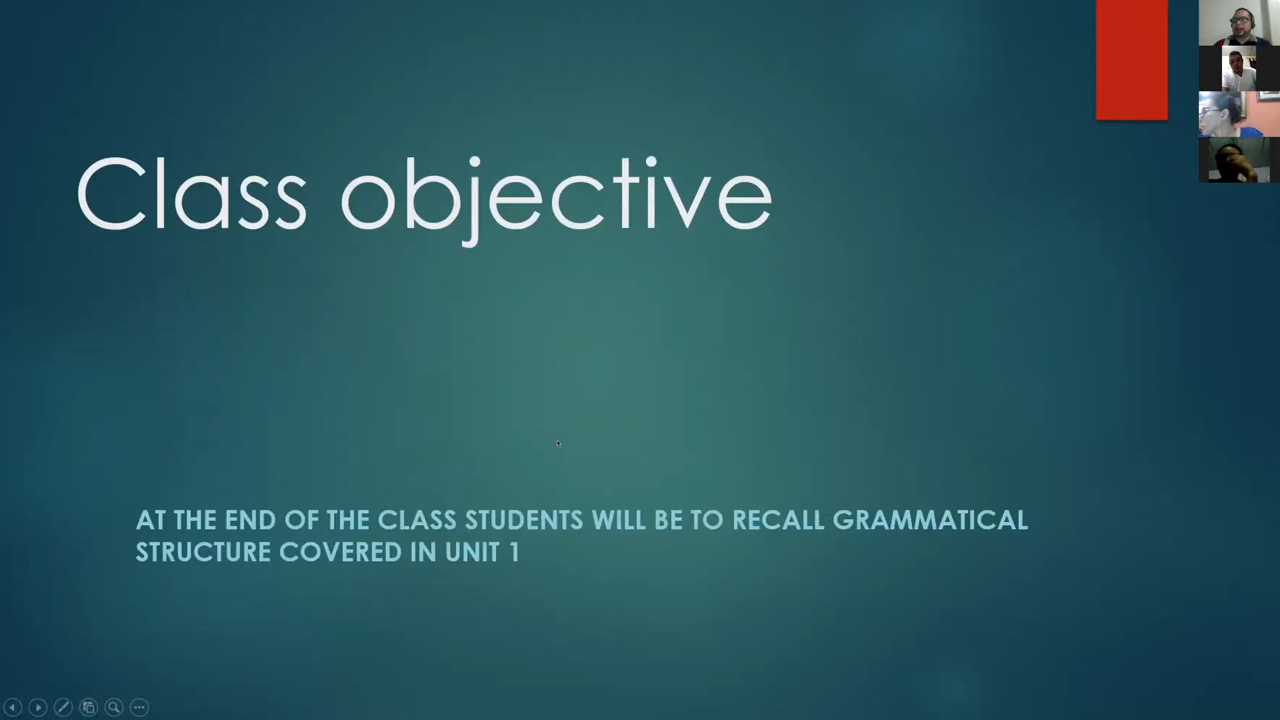 Class objective
AT THE END OF THE CLASS STUDENTS WILL BE TO RECALL GRAMMATICAL
STRUCTURE COVERED IN UNIT 1